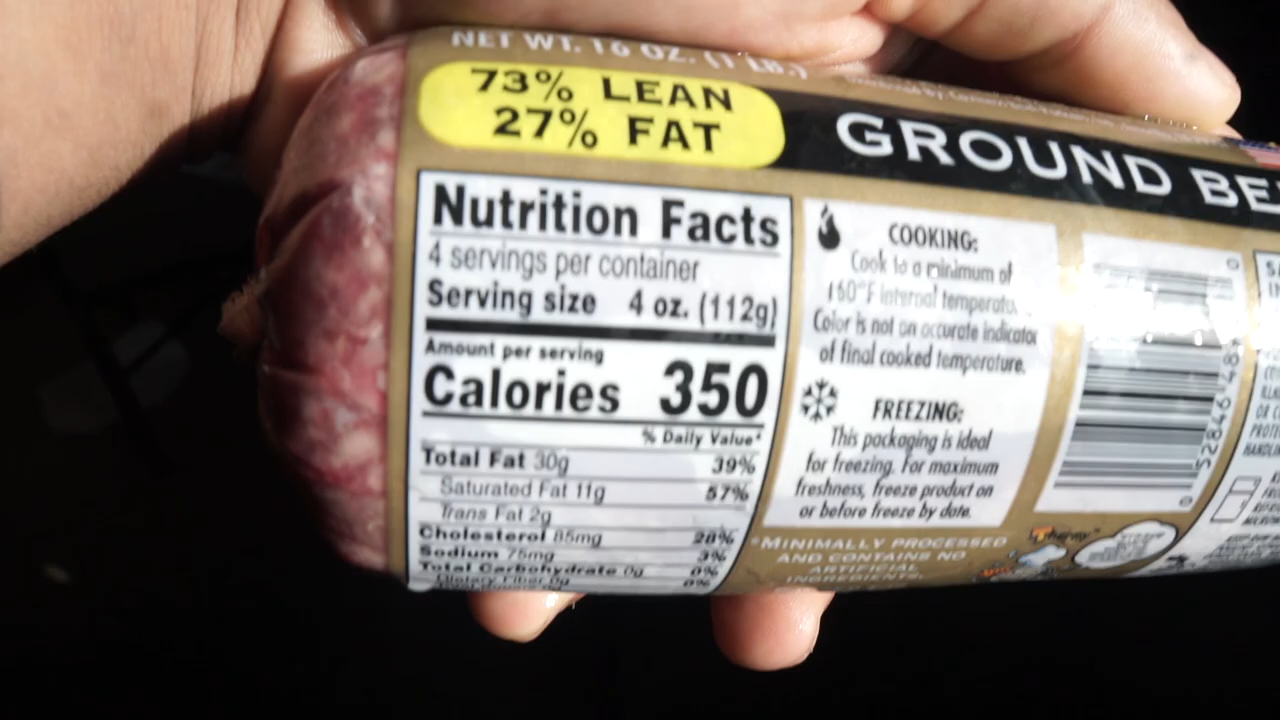 NET WT. 16 OZ. (1 LB.)
73% LEAN
27% FAT
GROUND
Nutrition Facts
4 servings per container
Serving size 4 oz. (112g)
Amount per serving
Calories 350
% Daily Value*
Total Fat 30g 39%
Saturated Fat 11g 57%
Trans Fat 2g
Cholesterol 85mg 28%
Sodium 75mg 3%
Total Carbohydrate 0g 0%
Dietary Fiber 0g 0%
COOKING:
Cook to a minimum of
160°F internal
Color is not an accurate
of final cooked temperature.
FREEZING:
This packaging is ideal
for freezing. For maximum
freshness, freeze product on
or before freeze by date.
*MINIMALLY PROCESSED
AND CONTAINS NO
ARTIFICIAL
INGREDIENTS.